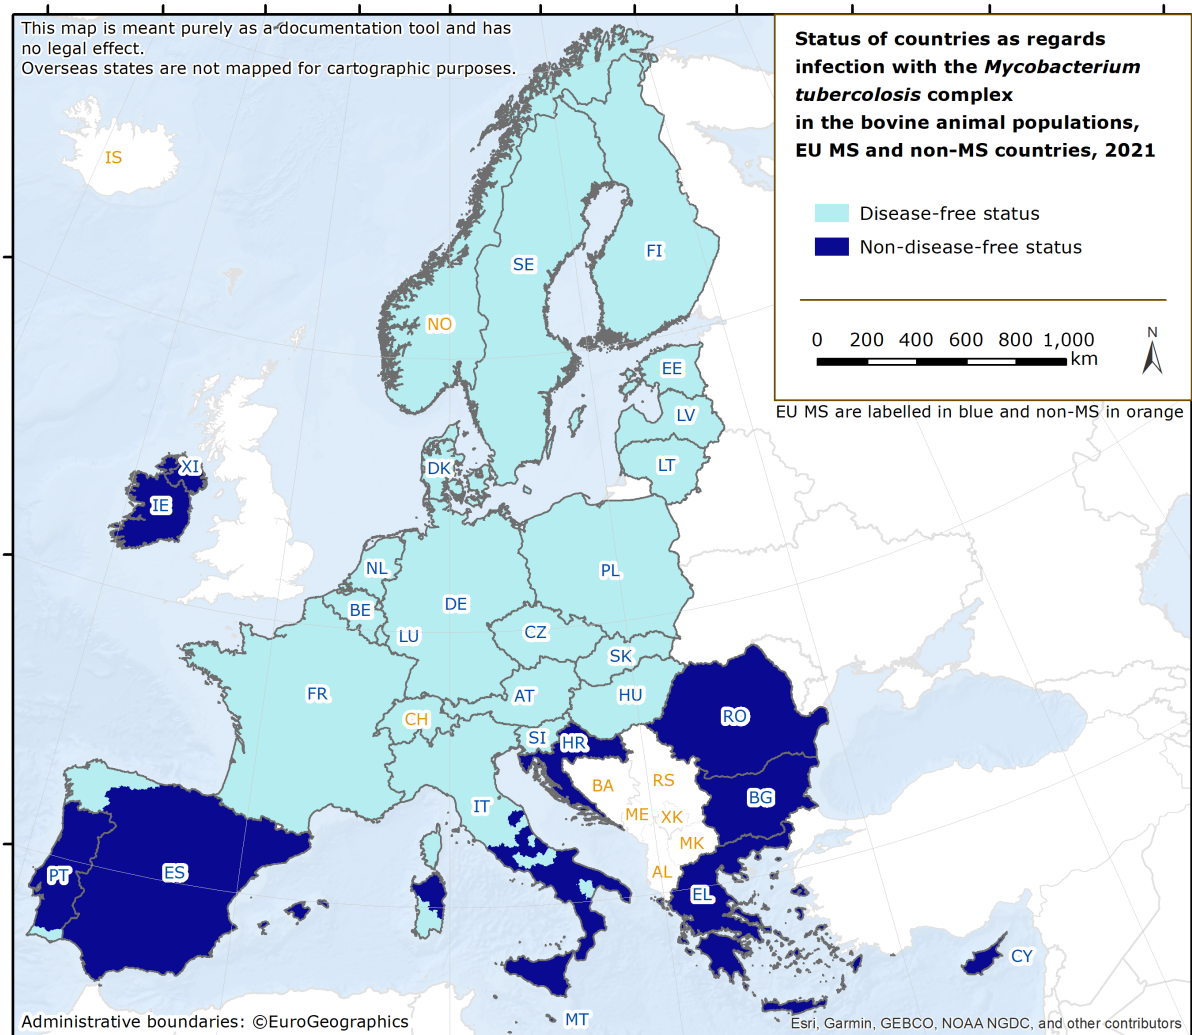 This map is meant purely as a documentation tool and has
no legal effect.
Overseas states are not mapped for cartographic purposes.
Status of countries as regards
infection with the Mycobacterium
tubercolosis complex
in the bovine animal populations,
EU MS and non-MS countries, 2021
Disease-free status
Non-disease-free status
0 200 400 600 800 1,000
km
N
EU MS are labelled in blue and non-MS in orange
IS
FI
SE
NO
EE
LV
LT
DK
XI
IE
NL
PL
BE
DE
LU
CZ
SK
FR
AT
HU
CH
RO
SI
HR
IT
BA
RS
BG
ME
XK
MK
PT
ES
AL
EL
CY
MT
Administrative boundaries: ©EuroGeographics
Esri, Garmin, GEBCO, NOAA NGDC, and other contributors